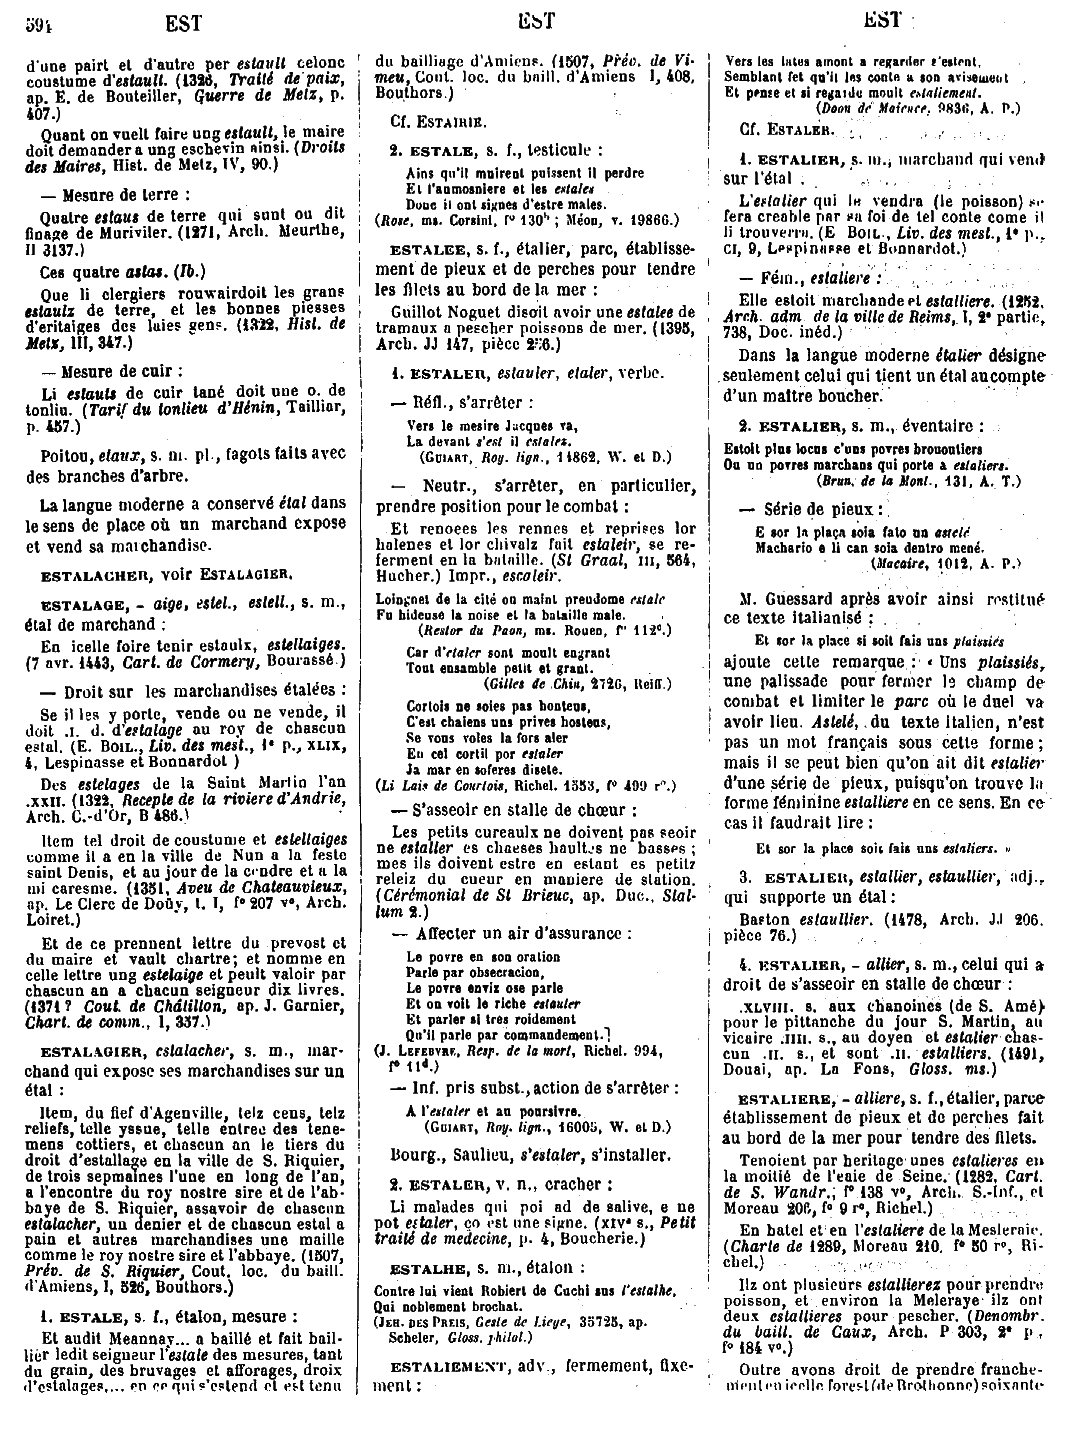 594 EST EST EST
d'une pairt et d'autre per estault celonc
coustume d'estault. (1326, Traité de paix,
ap. E. de Bouteiller, Guerre de Metz, p.
407.)
Quant on vuelt faire ung estault, le maire
doit demander a ung eschevin ainsi. (Droits
des Maires, Hist. de Metz, IV, 90.)
— Mesure de terre :
Quatre estaus de terre qui sunt ou dit
finage de Muriviler. (1271, Arch. Meurthe,
II 3137.)
Ces quatre astas. (Ib.)
Que li clergiers rouwairdoit les grans
estaulz de terre, et les bonnes piesses
d'eritaiges des luies gens. (1322, Hist. de
Metz, III, 347.)
— Mesure de cuir :
Li estauts de cuir tané doit une o. de
tonliu. (Tarif du tonlieu d'Hénin, Tailliar,
p. 457.)
Poitou, etaux, s. m. pl., fagots faits avec
des branches d'arbre.
La langue moderne a conservé étal dans
le sens de place où un marchand expose
et vend sa marchandise.
ESTALACHER, voir ESTALAGIER.
ESTALAGE, - aige, estel., estell., s. m.,
étal de marchand :
En icelle foire tenir estaulx, estellaiges.
(7 avr. 1443, Cart. de Cormery, Bourassé.)
— Droit sur les marchandises étalées :
Se il les y porte, vende ou ne vende, il
doit .I. d. d'estalage au roy de chascun
estal. (E. BOIL., Liv. des mest., 1e p., XLIX,
4, Lespinasse et Bonnardot )
Des estelages de la Saint Martin l'an
.XXII. (1322, Recepte de la riviere d'Andrie,
Arch. C.-d'Or, B 486.)
Item tel droit de coustume et estellaiges
comme il a en la ville de Nun a la feste
saint Denis, et au jour de la cendre et a la
mi caresme. (1351, Aveu de Chateauvieux,
ap. Le Clerc de Doûy, t. I, f° 207 v°, Arch.
Loiret.)
Et de ce prennent lettre du prevost et
du maire et vault chartre; et nomme en
celle lettre ung estelaige et peult valoir par
chascun an a chacun seigneur dix livres.
(1371? Cout. de Châtillon, ap. J. Garnier,
Chart. de comm., I, 337.)
ESTALAGIER, estalacher, s. m., mar-
chand qui expose ses marchandises sur un
étal :
Item, du fief d'Agenville, telz cens, telz
reliefs, telle yssue, telle entree des tene-
mens cottiers, et chascun an le tiers du
droit d'estallage en la ville de S. Riquier,
de trois sepmaines l'une en long de l'an,
a l'encontre du roy nostre sire et de l'ab-
baye de S. Riquier, assavoir de chascun
estalacher, un denier et de chascun estal a
pain et autres marchandises une maille
comme le roy nostre sire et l'abbaye. (1507,
Prév. de S. Riquier, Cout. loc. du baill.
d'Amiens, I, 526, Bouthors.)
1. ESTALE, s. f., étalon, mesure :
Et audit Meannay... a baillé et fait bail-
lier ledit seigneur l'estale des mesures, tant
du grain, des bruvages et afforages, droix
d'estalages,... en ce qui s'estend et est tenu
du bailliage d'Amiens. (1507, Prév. de Vi-
meu, Cout. loc. du baill. d'Amiens I, 408,
Bouthors.)
Cf. ESTAIRIE.
2. ESTALE, s. f., testicule :
Ains qu'il muirent puissent il perdre
Et l'aumosniere et les estales
Dunc il ont signes d'estre males.
(Rose, ms. Corsini, f° 130b ; Méon, v. 19866.)
ESTALEE, s. f., étalier, parc, établisse-
ment de pieux et de perches pour tendre
les filets au bord de la mer :
Guillot Noguet disoit avoir une estalee de
tramaux a pescher poissons de mer. (1395,
Arch. JJ 147, pièce 2?6.)
1. ESTALER, estauler, etaler, verbe.
— Réfl., s'arrêter :
Vers le mesire Jacques va,
La devant s'est il estalez.
(GUIART, Roy. lign., 11862, W. et D.)
— Neutr., s'arrêter, en particulier,
prendre position pour le combat :
Et renoees les rennes et reprises lor
halenes et lor chivalz fait estaleir, se re-
ferment en la bataille. (St Graal, III, 564,
Hucher.) Impr., escaleir.
Loingnet de la cité ou maint preudome estale
Fu hideuse la noise et la bataille male.
(Restor du Paon, ms. Rouen, f° 112c.)
Car d'etaler sont moult engrant
Tout ensamble petit et grant.
(Gilles de Chin, 2726, Reiff.)
Cortois ne soies pas honteus,
C'est chaiens uns prives hosteus,
Se vous voles la fors aler
En cel cortil por estaler
Ja mar en soferes disete.
(Li Lais de Courtois, Richel. 1553, f° 499 r°.)
— S'asseoir en stalle de chœur :
Les petits cureaulx ne doivent pas seoir
ne estaller es chaeses haultes ne basses ;
mes ils doivent estre en estant es petitz
releiz du cueur en maniere de station.
(Cérémonial de St Brieuc, ap. Duc., Stal-
lum 2.)
— Affecter un air d'assurance :
Le povre en son oration
Parle par obsecracion,
Le povre enviz ose parle
Et on voit le riche estauler
Et parler si tres roidement
Qu'il parle par commandement.]
(J. LEFEBVRE, Resp. de la mort, Richel. 994,
f° 11d.)
— Inf. pris subst., action de s'arrêter :
A l'estaler et au poursivre.
(GUIART, Roy. lign., 16005, W. et D.)
Bourg., Saulieu, s'estaler, s'installer.
2. ESTALER, v. n., cracher :
Li malades qui poi ad de salive, e ne
pot estaler, ço est une signe. (XIVe s., Petit
traité de medecine, p. 4, Boucherie.)
ESTALHE, s. m., étalon :
Contre lui vient Robiert de Cachi sus l'estalhe,
Qui noblement brochat.
(JEH. DES PREIS, Geste de Liege, 35725, ap.
Scheler, Gloss. philol.)
ESTALIEMENT, adv., fermement, fixe-
ment :
Vers les lutes amont a regarder s'estent,
Semblant fet qu'il les conte a son avisement
Et pense et si regarde moult estaliement.
(Doon de Maience, 9836, A. P.)
Cf. ESTALER.
1. ESTALIER, s. m., marchand qui vend
sur l'étal .
L'estalier qui le vendra (le poisson) se-
fera creable par sa foi de tel conte come il
li trouverra. (E BOIL., Liv. des mest., 1e p.,
CI, 9, Lespinasse et Bonnardot.)
— Fém., estaliere :
Elle estoit marchande et estalliere. (1252,
Arch. adm de la ville de Reims, I, 2e partie,
738, Doc. inéd.)
Dans la langue moderne étalier désigne
seulement celui qui tient un étal au compte
d'un maître boucher.
2. ESTALIER, s. m., éventaire :
Estoit plus locus c'uns povres brouontiers
Ou un povres marchans qui porte a estaliers.
(Brun. de la Mont., 131, A. T.)
— Série de pieux :
E sor la plaça soia fato un astelé
Machario e li can soia dentro mené.
(Macaire, 1012, A. P.)
M. Guessard après avoir ainsi restitué
ce texte italianisé :
Et sor la place si soit fais uns plaissiés
ajoute cette remarque : « Uns plaissiés,
une palissade pour fermer le champ de
combat et limiter le parc où le duel va
avoir lieu. Astelé, du texte italien, n'est
pas un mot français sous cette forme ;
mais il se peut bien qu'on ait dit estalier
d'une série de pieux, puisqu'on trouve la
forme féminine estalliere en ce sens. En ce
cas il faudrait lire :
Et sor la place soit fais uns estaliers. »
3. ESTALIER, estallier, estaullier, adj.,
qui supporte un étal :
Baston estaullier. (1478, Arch. JJ 206.
pièce 76.)
4. ESTALIER, - allier, s. m., celui qui a
droit de s'asseoir en stalle de chœur :
.XLVIII. s. aux chanoines (de S. Amé)
pour le pittanche du jour S. Martin, au
vicaire .IIII. s., au doyen et estalier chas-
cun .II. s., et sont .II. estalliers. (1491,
Douai, ap. La Fons, Gloss. ms.)
ESTALIERE, - alliere, s. f., étalier, parce
établissement de pieux et de perches fait
au bord de la mer pour tendre des filets.
Tenoient par heritage unes estalieres en
la moitié de l'eaie de Seine. (1282, Cart.
de S. Wandr.; f° 138 v°, Arch. S.-Inf., et
Moreau 206, f° 9 r°, Richel.)
En batel et en l'estaliere de la Meslernie.
(Charte de 1289, Moreau 210, f° 50 r°, Ri-
chel.)
Ilz ont plusieurs estallierez pour prendre
poisson, et environ la Meleraye ilz ont
deux estallieres pour pescher. (Denombr.
du baill. de Caux, Arch. P 303, 2e p.,
f° 184 v°.)
Outre avons droit de prendre franche-
ment en icelle forest (de Brothonne) soixante